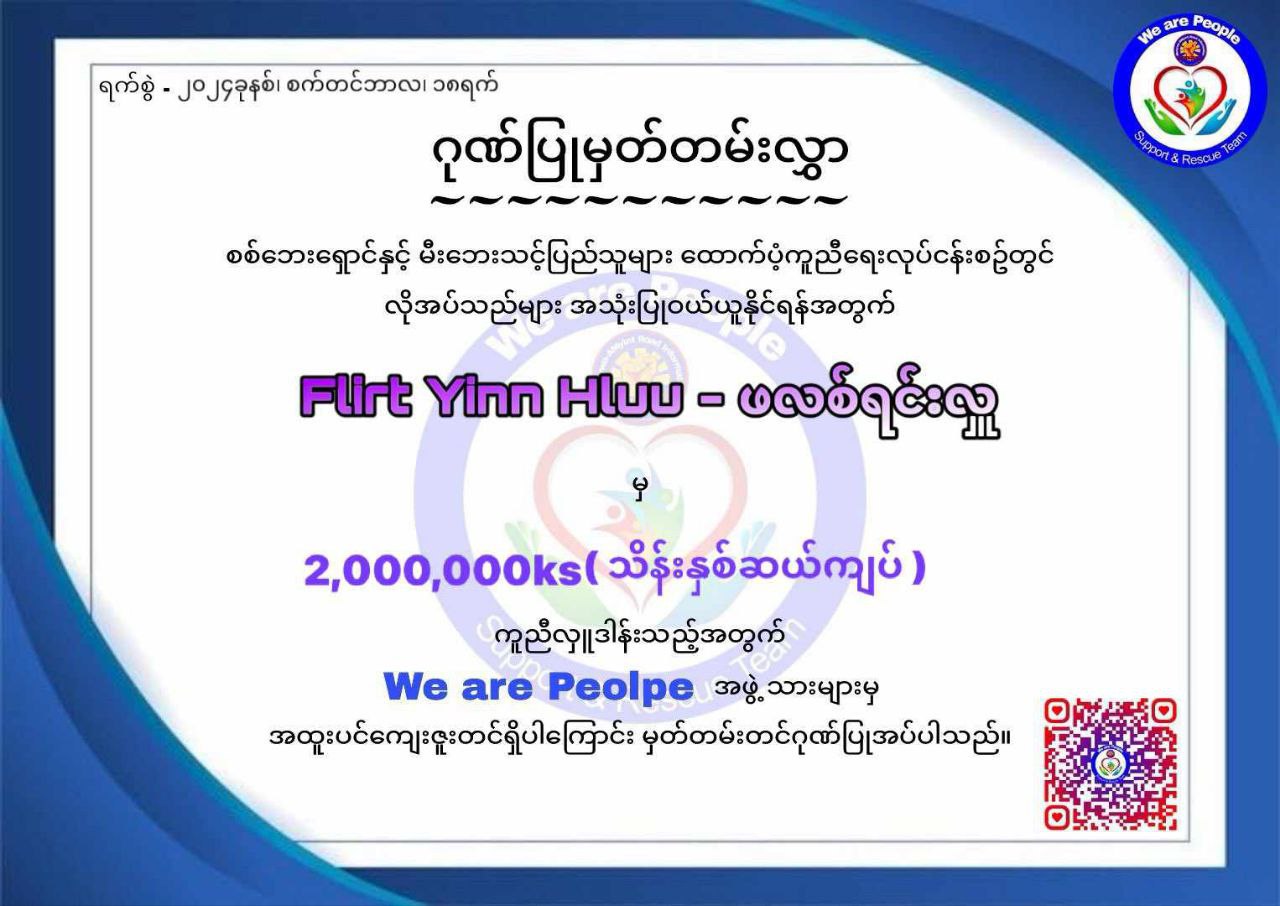 We are People
Support & Rescue Team
ရက်စွဲ - ၂၀၂၄ခုနစ်၊ စက်တင်ဘာလ၊ ၁၈ရက်
ဂုဏ်ပြုမှတ်တမ်းလွှာ
~~~~~~~~~~~
စစ်ဘေးရှောင်နှင့် မီးဘေးသင့်ပြည်သူများ ထောက်ပံ့ကူညီရေးလုပ်ငန်းစဥ်တွင်
လိုအပ်သည်များ အသုံးပြုဝယ်ယူနိုင်ရန်အတွက်
We are People
Flirt Yinn Hluu - ဖလစ်ရင်းလှူ
မှ
2,000,000ks( သိန်းနှစ်ဆယ်ကျပ် )
ကူညီလှူဒါန်းသည့်အတွက်
Support & Rescue Team
We are Peolpe အဖွဲ့သားများမှ
အထူးပင်ကျေးဇူးတင်ရှိပါကြောင်း မှတ်တမ်းတင်ဂုဏ်ပြုအပ်ပါသည်။